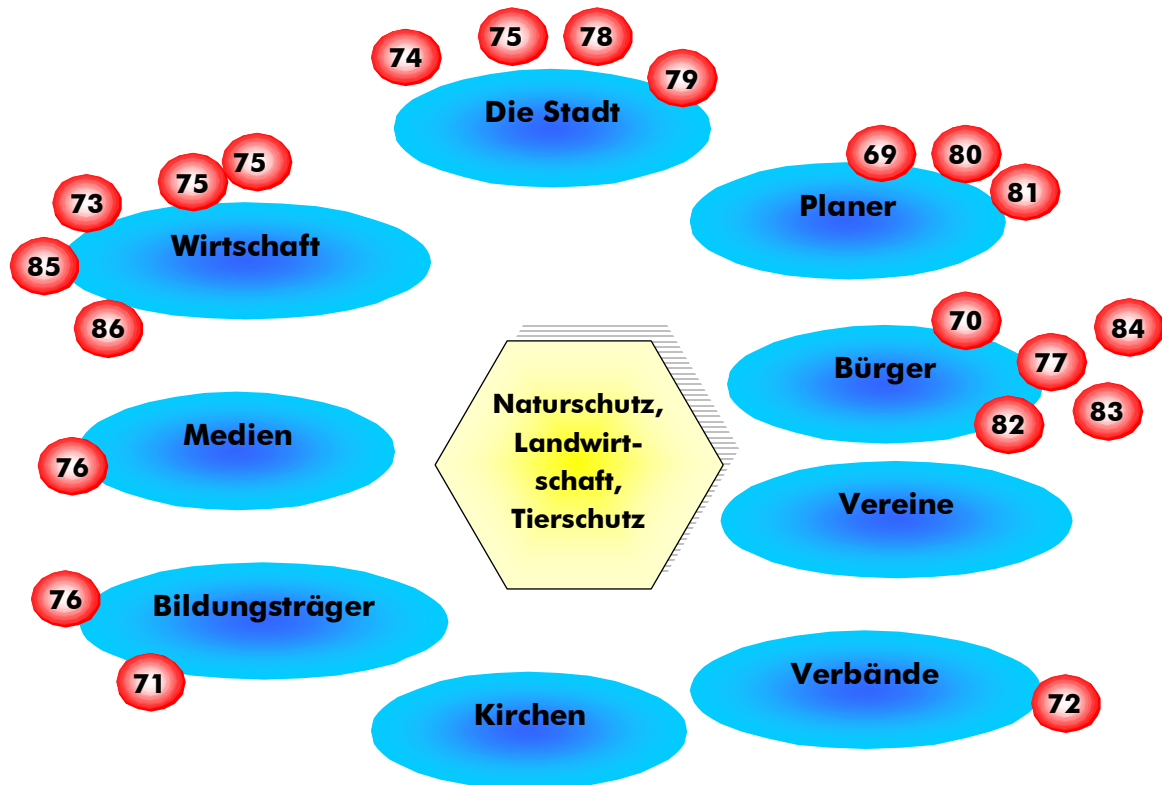 74
75
78
79
Die Stadt
69
80
81
Planer
75
75
73
85
86
Wirtschaft
70
84
77
83
82
Bürger
Naturschutz,
Landwirt-
schaft,
Tierschutz
Medien
76
Vereine
76
Bildungsträger
71
Verbände
72
Kirchen